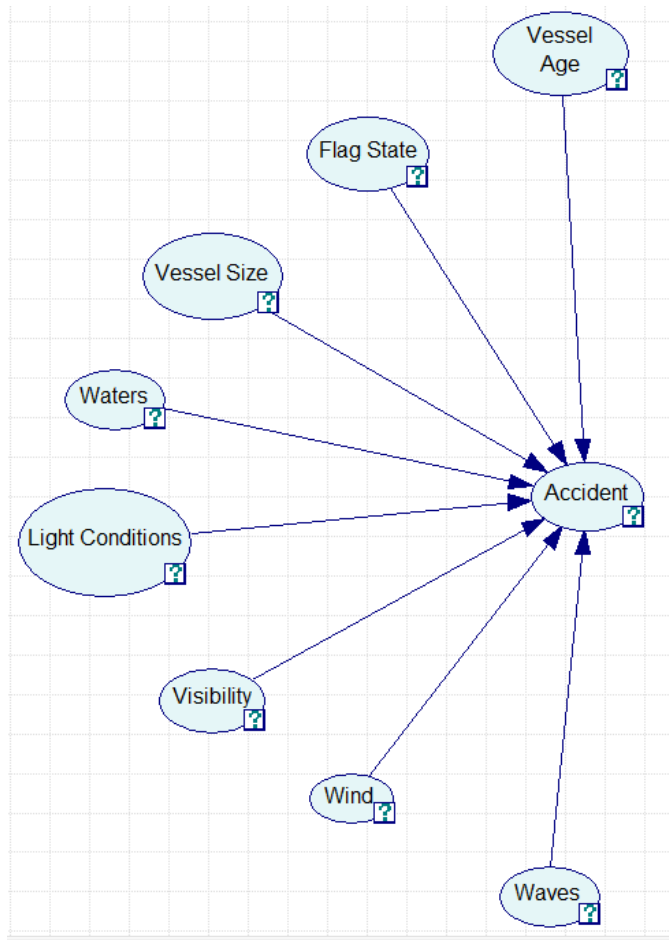 Vessel
Age
?
Flag State
?
Vessel Size
?
Waters
?
Accident
?
Light Conditions
?
Visibility
?
Wind
?
Waves
?